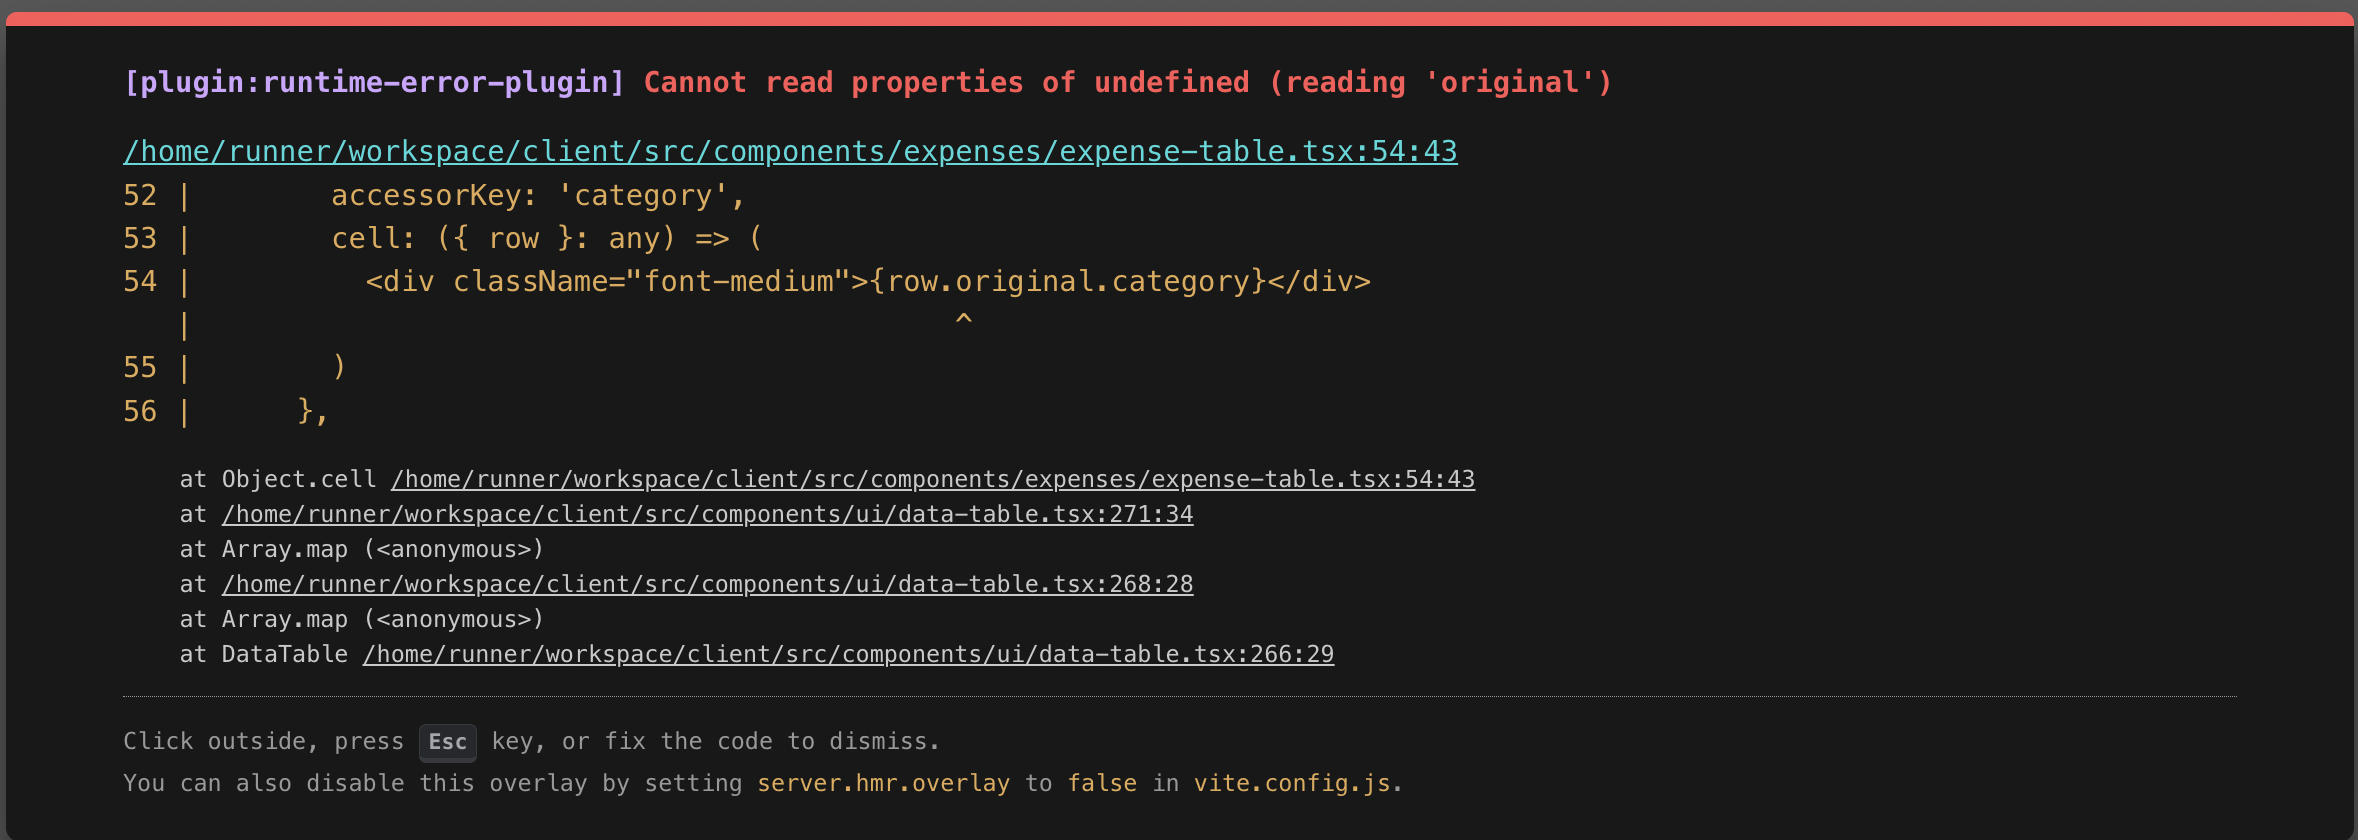 [plugin:runtime-error-plugin] Cannot read properties of undefined (reading 'original')
/home/runner/workspace/client/src/components/expenses/expense-table.tsx:54:43
52 |        accessorKey: 'category',
53 |        cell: ({ row }: any) => (
54 |          <div className="font-medium">{row.original.category}</div>
   |                                            ^
55 |        )
56 |      },
at Object.cell /home/runner/workspace/client/src/components/expenses/expense-table.tsx:54:43
at /home/runner/workspace/client/src/components/ui/data-table.tsx:271:34
at Array.map (<anonymous>)
at /home/runner/workspace/client/src/components/ui/data-table.tsx:268:28
at Array.map (<anonymous>)
at DataTable /home/runner/workspace/client/src/components/ui/data-table.tsx:266:29
Click outside, press Esc key, or fix the code to dismiss.
You can also disable this overlay by setting server.hmr.overlay to false in vite.config.js.